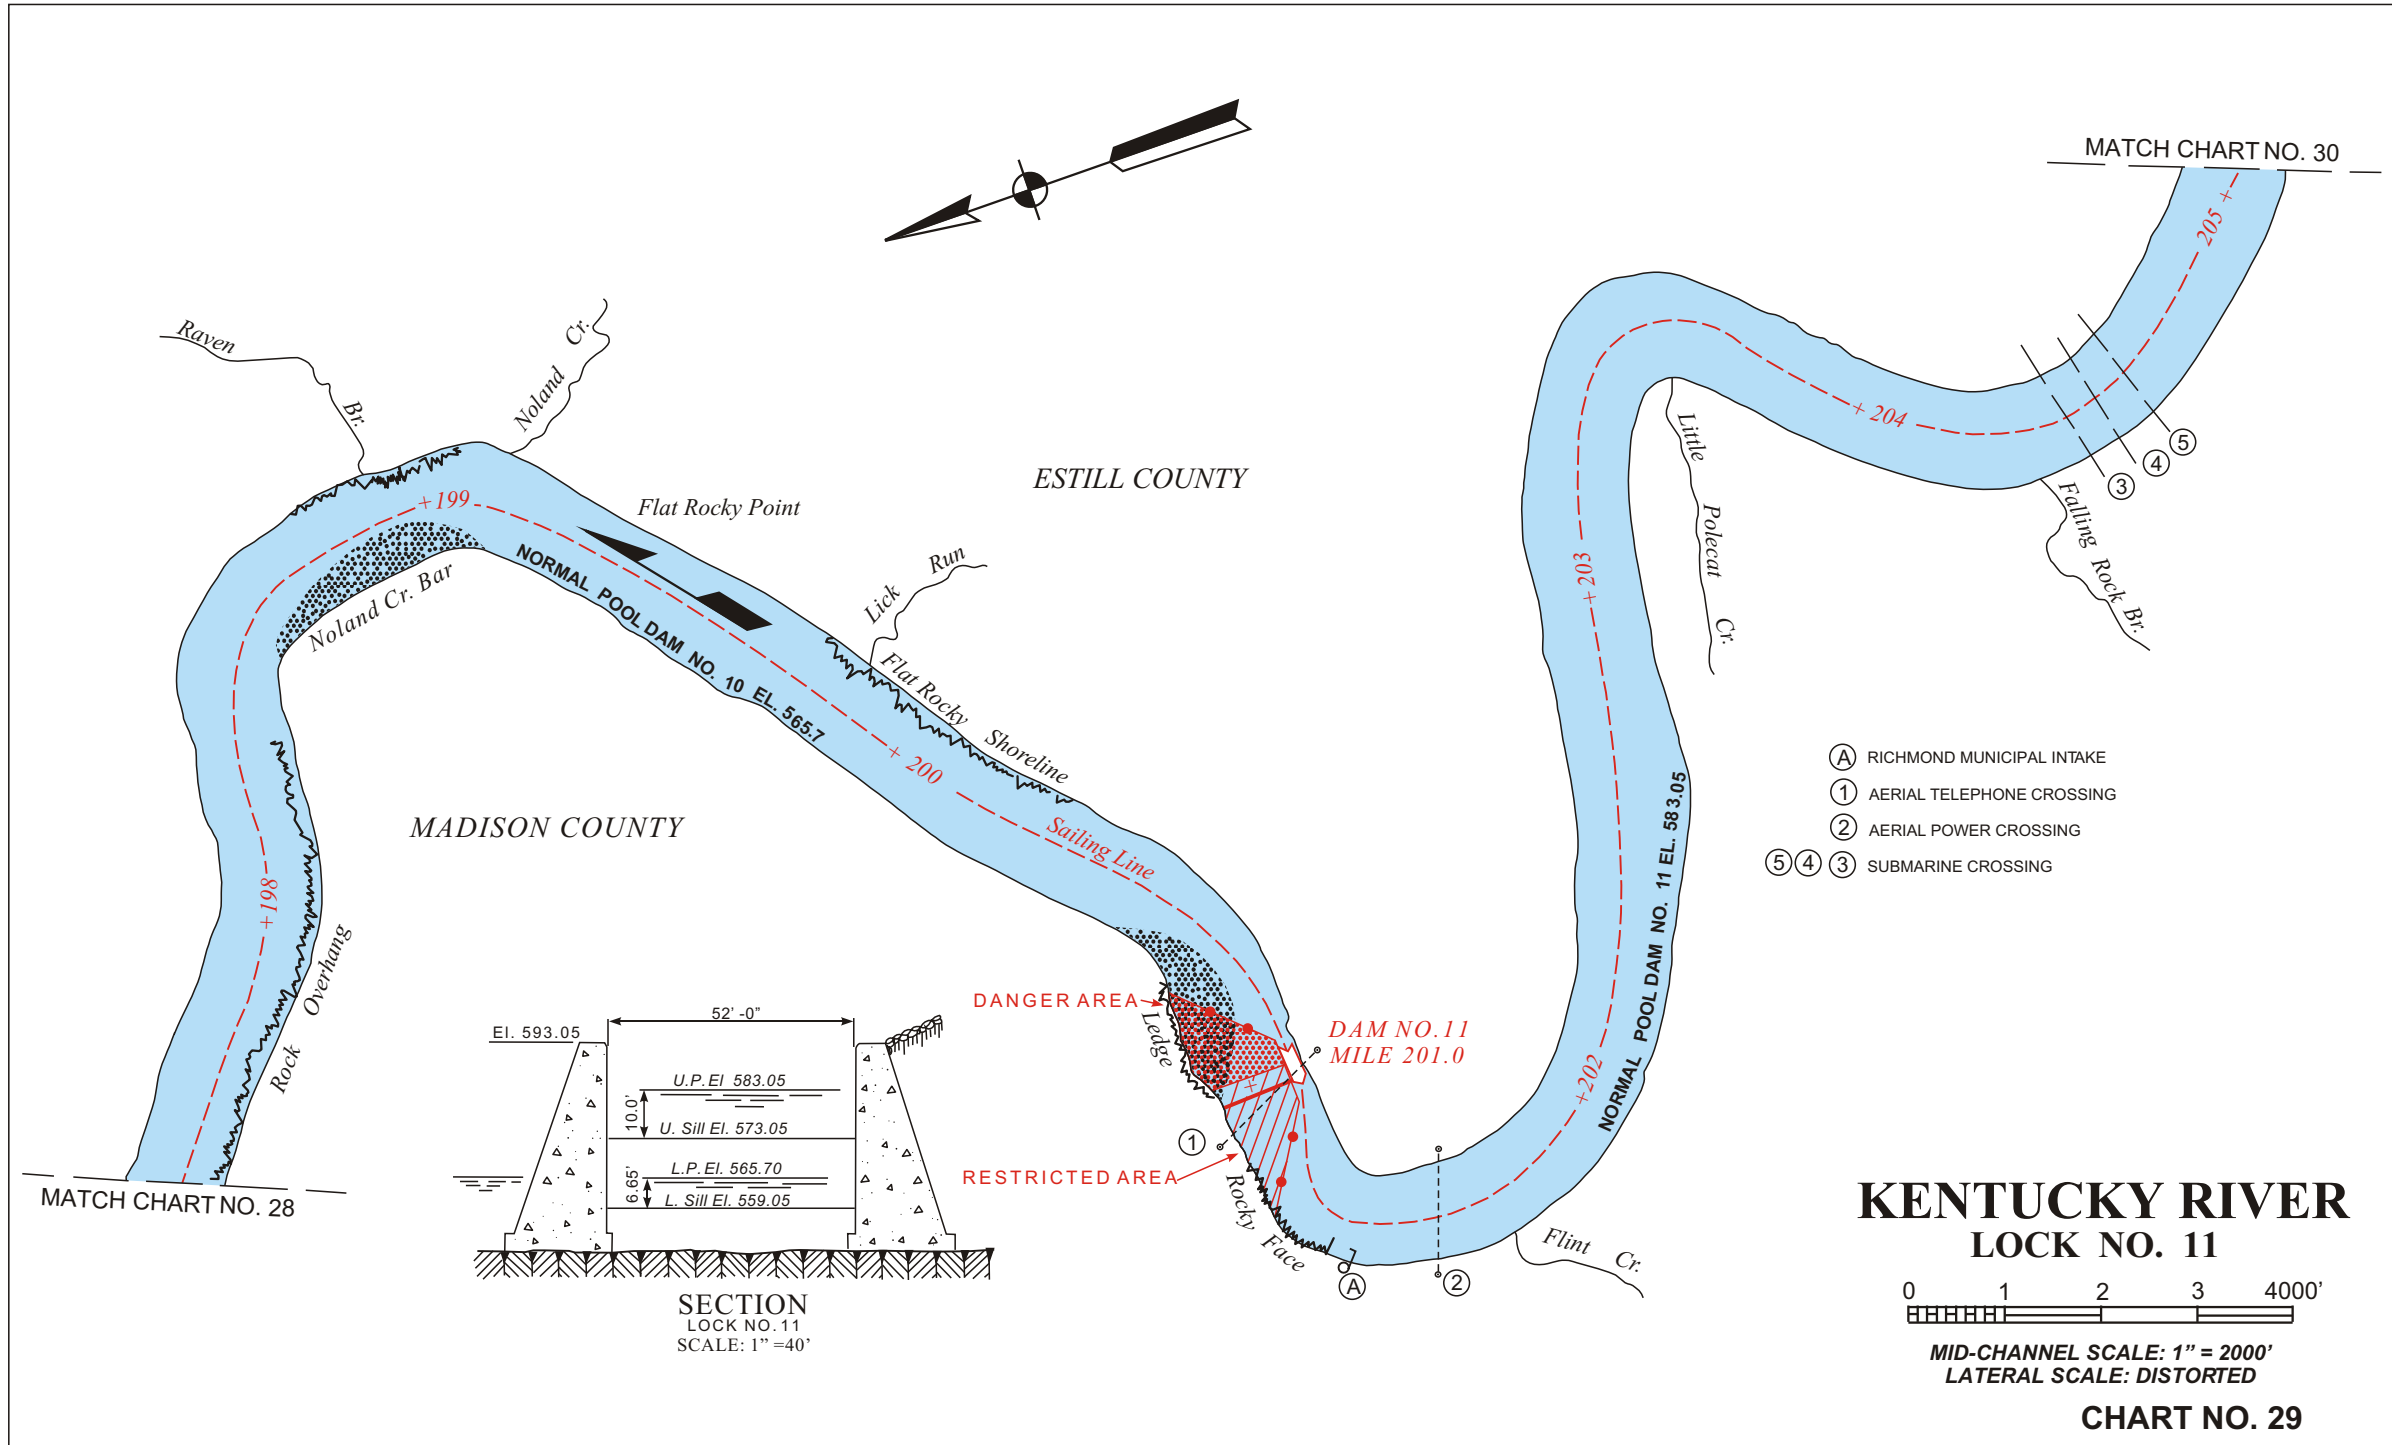 MATCH CHART NO. 30
205
Raven
Br.
Noland Cr.
ESTILL COUNTY
Flat Rocky Point
+199
Noland Cr. Bar
NORMAL POOL DAM NO. 10 EL. 565.7
Lick Run
Flat Rocky Shoreline
+ 200
Sailing Line
MADISON COUNTY
+198
Rock Overhang
MATCH CHART NO. 28
+ 204
+ 203
Little Polecat Cr.
Falling Rock Br.
3
4
5
A RICHMOND MUNICIPAL INTAKE
1 AERIAL TELEPHONE CROSSING
2 AERIAL POWER CROSSING
5 4 3 SUBMARINE CROSSING
NORMAL POOL DAM NO. 11 EL. 583.05
+202
DANGER AREA
Ledge
DAM NO.11
MILE 201.0
1
RESTRICTED AREA
Rocky Face
A
2
Flint Cr.
El. 593.05
52' -0"
U.P. El 583.05
10.0'
U. Sill El. 573.05
L.P. El. 565.70
6.65'
L. Sill El. 559.05
SECTION
LOCK NO. 11
SCALE: 1" =40'
KENTUCKY RIVER
LOCK NO. 11
0 1 2 3 4000'
MID-CHANNEL SCALE: 1" = 2000'
LATERAL SCALE: DISTORTED
CHART NO. 29